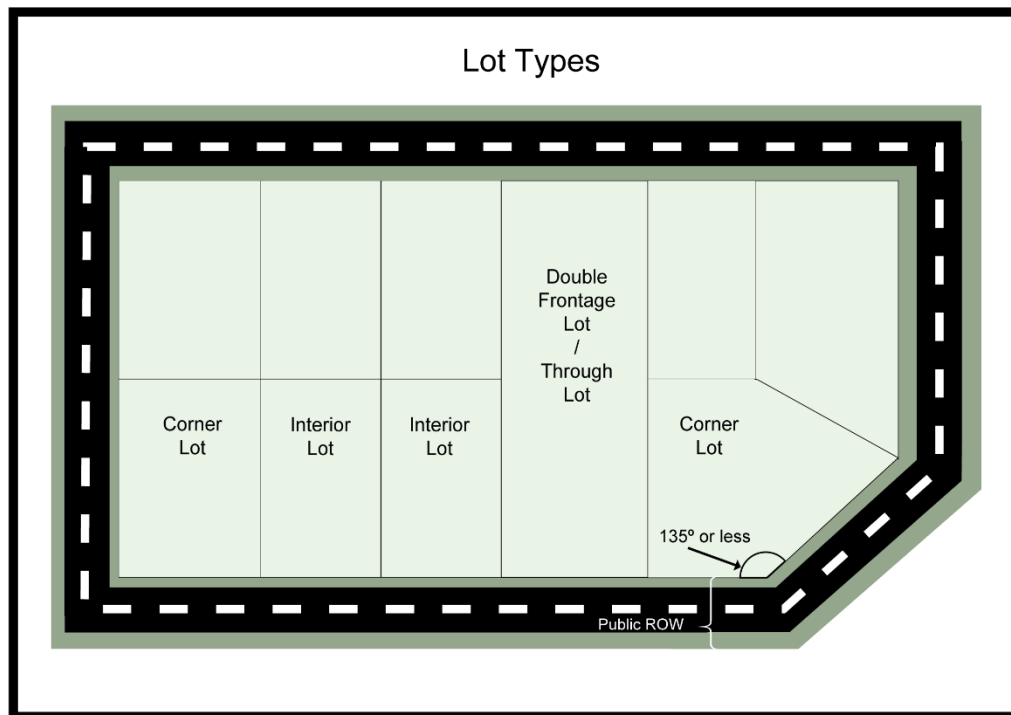 Lot Types
Double
Frontage
Lot
/
Through
Lot
Corner
Lot
Interior
Lot
Interior
Lot
Corner
Lot
135º or less
Public ROW